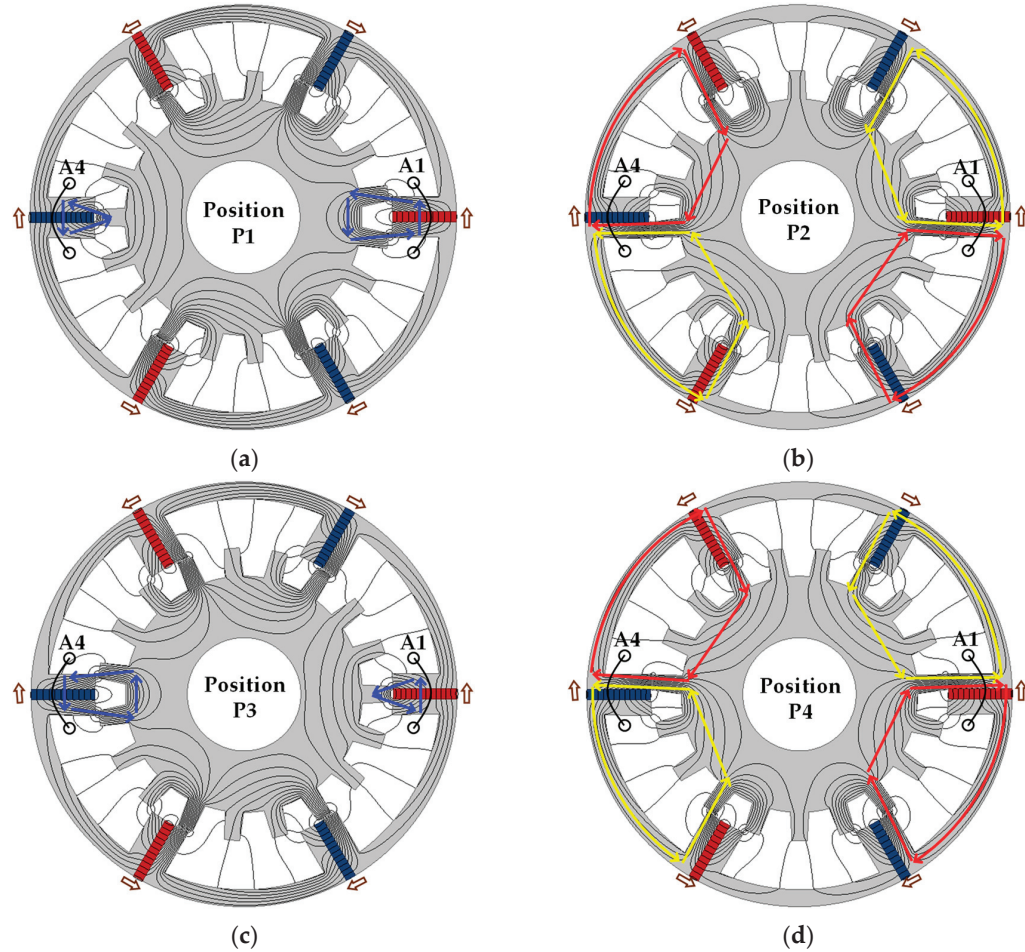 A4
A1
Position
P1
(a)
A4
A1
Position
P2
(b)
A4
A1
Position
P3
(c)
A4
A1
Position
P4
(d)